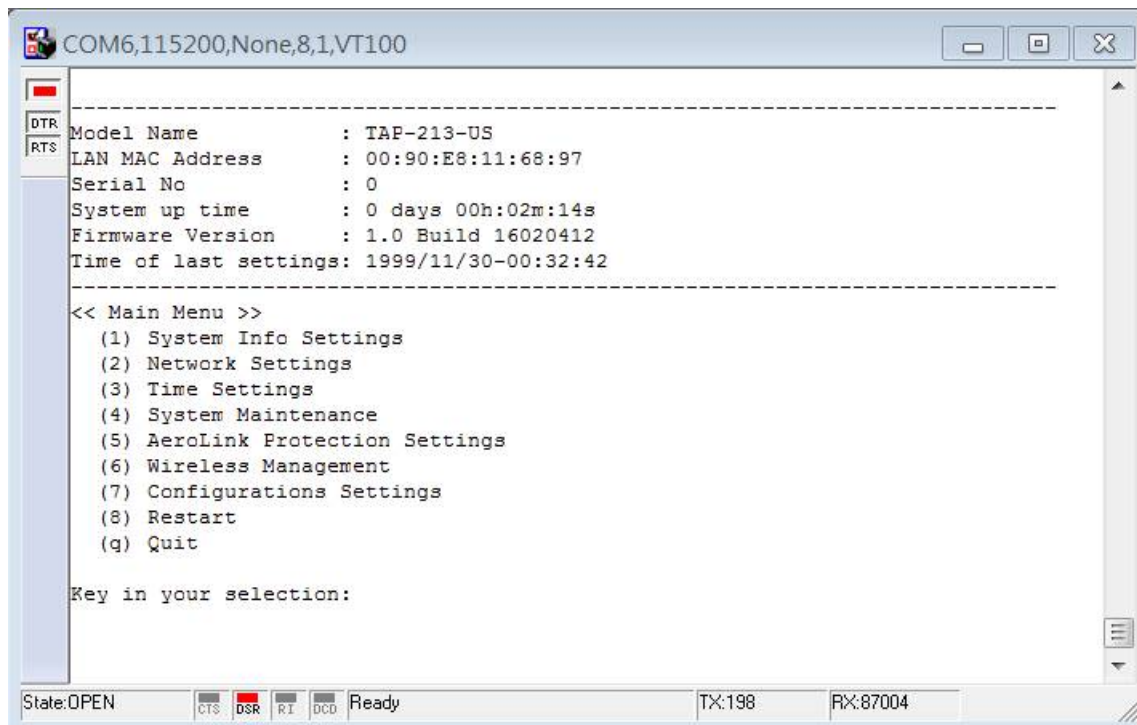 COM6,115200,None,8,1,VT100
DTR
RTS
--------------------------------------------------------------------------------
Model Name : TAP-213-US
LAN MAC Address : 00:90:E8:11:68:97
Serial No : 0
System up time : 0 days 00h:02m:14s
Firmware Version : 1.0 Build 16020412
Time of last settings: 1999/11/30-00:32:42
--------------------------------------------------------------------------------
<< Main Menu >>
(1) System Info Settings
(2) Network Settings
(3) Time Settings
(4) System Maintenance
(5) AeroLink Protection Settings
(6) Wireless Management
(7) Configurations Settings
(8) Restart
(q) Quit
Key in your selection:
State:OPEN CTS DSR RI DCD Ready TX:198 RX:87004